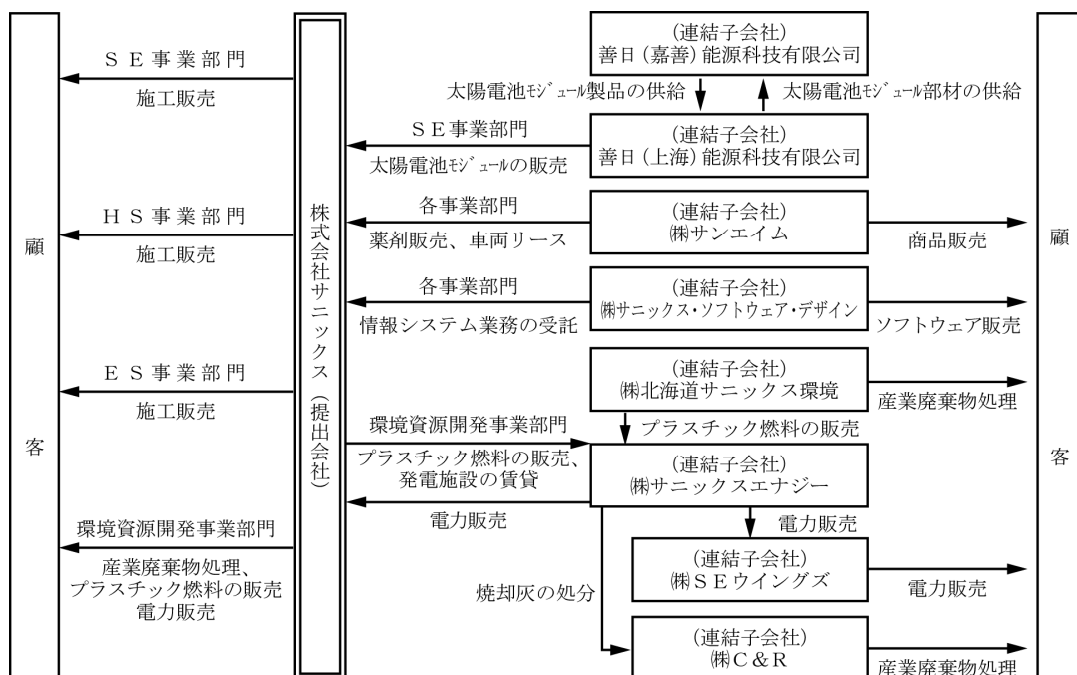 顧客
ＳＥ事業部門
施工販売
ＨＳ事業部門
施工販売
ＥＳ事業部門
施工販売
環境資源開発事業部門
産業廃棄物処理、
プラスチック燃料の販売
電力販売
株式会社サニックス（提出会社）
（連結子会社）
善日（嘉善）能源科技有限公司
太陽電池ﾓｼﾞｭｰﾙ製品の供給
太陽電池ﾓｼﾞｭｰﾙ部材の供給
ＳＥ事業部門
太陽電池ﾓｼﾞｭｰﾙの販売
（連結子会社）
善日（上海）能源科技有限公司
各事業部門
薬剤販売、車両リース
（連結子会社）
㈱サンエイム
商品販売
各事業部門
情報システム業務の受託
（連結子会社）
㈱サニックス・ソフトウェア・デザイン
ソフトウェア販売
（連結子会社）
㈱北海道サニックス環境
産業廃棄物処理
プラスチック燃料の販売
環境資源開発事業部門
プラスチック燃料の販売、
発電施設の賃貸
電力販売
（連結子会社）
㈱サニックスエナジー
電力販売
（連結子会社）
㈱ＳＥウイングズ
電力販売
焼却灰の処分
（連結子会社）
㈱Ｃ＆Ｒ
産業廃棄物処理
顧客